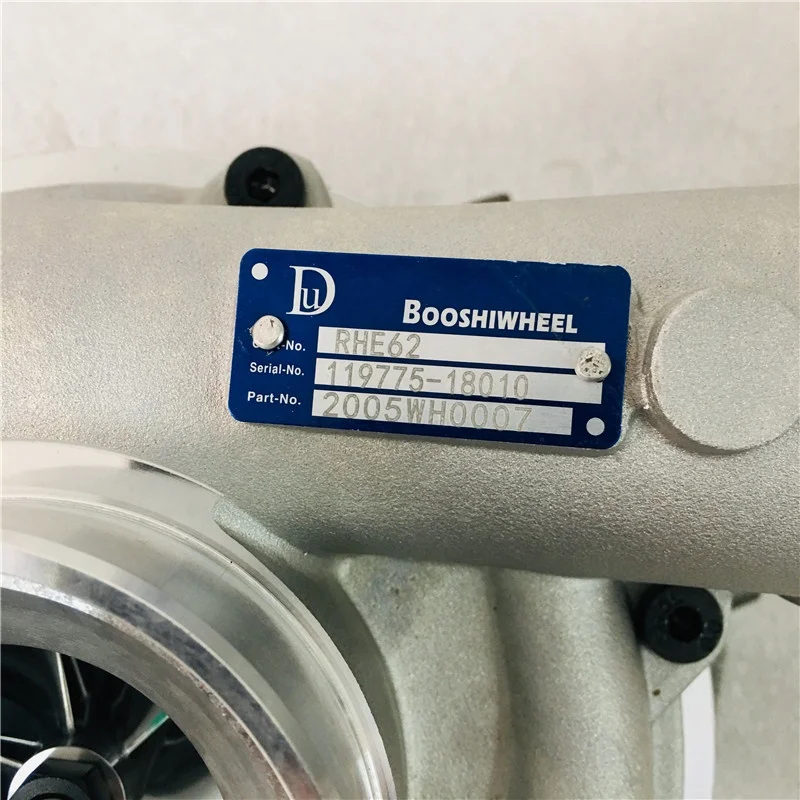 Du
BOOSHIWHEEL
-No. RHE62
Serial-No. 119775-18010
Part-No. 2005WH0007